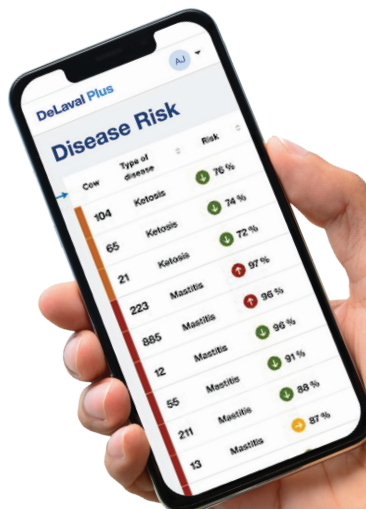 DeLaval Plus
AJ
Disease Risk
Cow Type of disease Risk
104 Ketosis 76 %
65 Ketosis 74 %
21 Ketosis 72 %
223 Mastitis 97 %
885 Mastitis 96 %
12 Mastitis 96 %
55 Mastitis 91 %
211 Mastitis 88 %
13 Mastitis 87 %